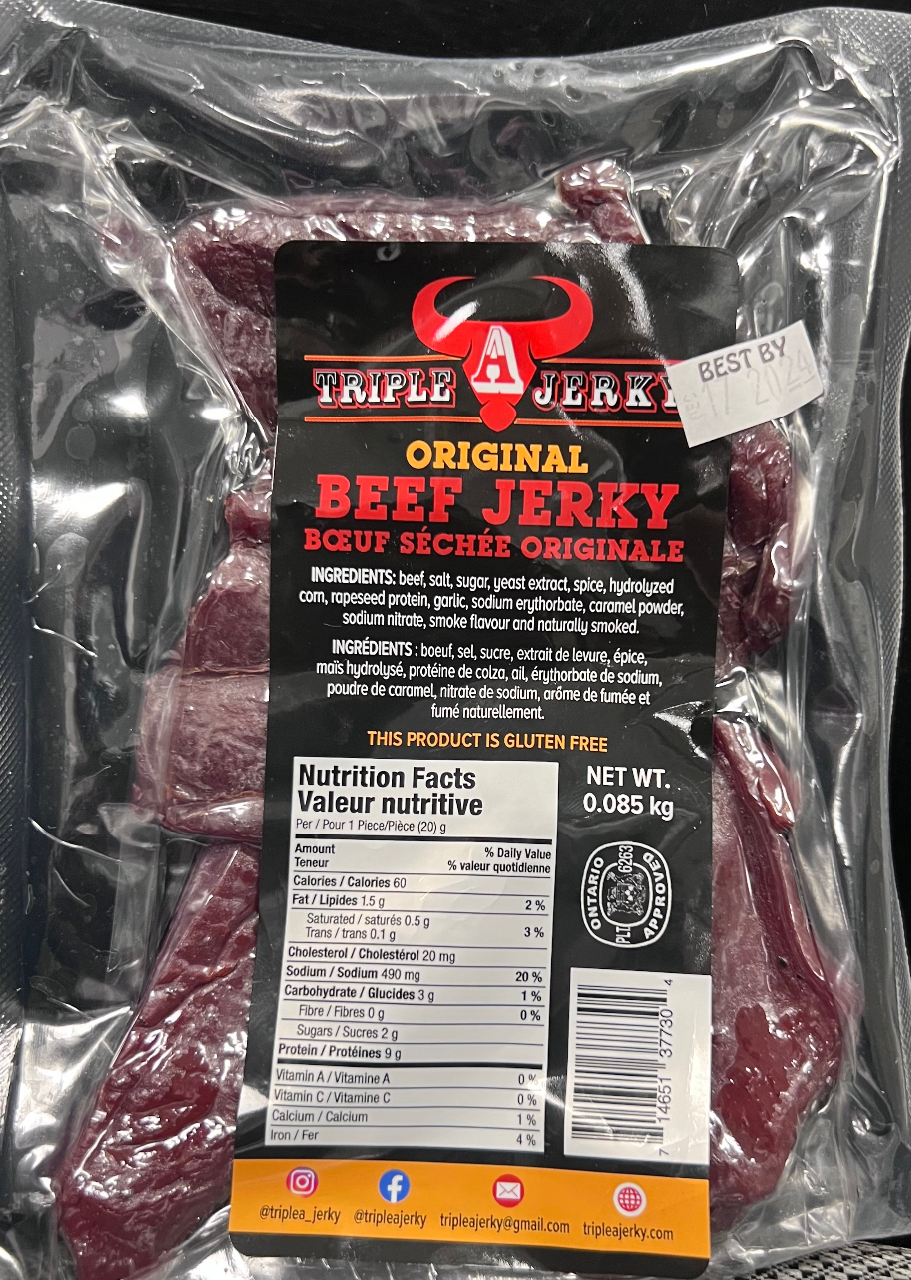 TRIPLE A JERKY
BEST BY
17 2024
ORIGINAL
BEEF JERKY
BŒUF SÉCHÉE ORIGINALE
INGREDIENTS: beef, salt, sugar, yeast extract, spice, hydrolyzed
corn, rapeseed protein, garlic, sodium erythorbate, caramel powder,
sodium nitrate, smoke flavour and naturally smoked.
INGRÉDIENTS : boeuf, sel, sucre, extrait de levure, épice,
maïs hydrolysé, protéine de colza, ail, érythorbate de sodium,
poudre de caramel, nitrate de sodium, arôme de fumée et
fumé naturellement.
THIS PRODUCT IS GLUTEN FREE
Nutrition Facts
Valeur nutritive
Per / Pour 1 Piece/Pièce (20) g
Amount % Daily Value
Teneur % valeur quotidienne
Calories / Calories 60
Fat / Lipides 1.5 g 2 %
Saturated / saturés 0.5 g
Trans / trans 0.1 g 3 %
Cholesterol / Cholestérol 20 mg
Sodium / Sodium 490 mg 20 %
Carbohydrate / Glucides 3 g 1 %
Fibre / Fibres 0 g 0 %
Sugars / Sucres 2 g
Protein / Protéines 9 g
Vitamin A / Vitamine A 0 %
Vitamin C / Vitamine C 0 %
Calcium / Calcium 1 %
Iron / Fer 4 %
NET WT.
0.085 kg
ONTARIO APPROVED
PLT 6263
7 14651 37730 4
@triplea_jerky @tripleajerky tripleajerky@gmail.com tripleajerky.com